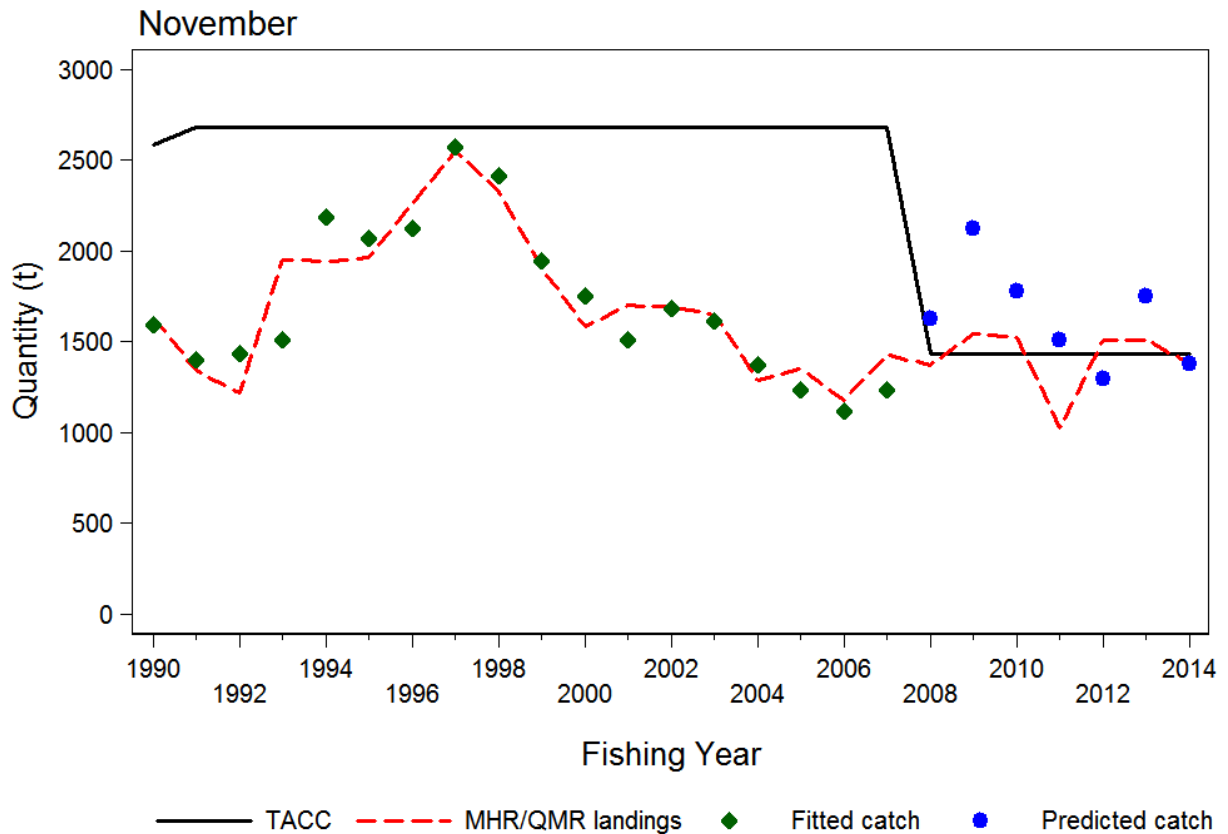 November
3000
2500
2000
1500
1000
500
0
Quantity (t)
1990 1994 1998 2002 2006 2010 2014
1992 1996 2000 2004 2008 2012
Fishing Year
TACC MHR/QMR landings Fitted catch Predicted catch